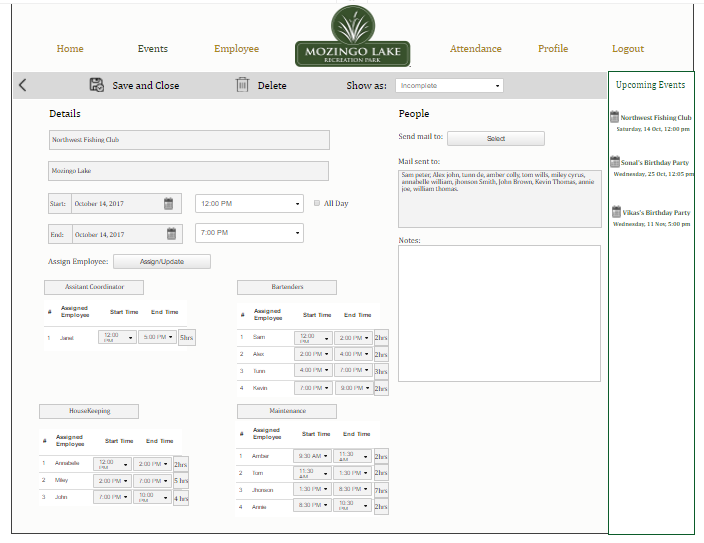 Home Events Employee MOZINGO LAKE RECREATION PARK Attendance Profile Logout
Save and Close Delete Show as: Incomplete
Upcoming Events
Northwest Fishing Club
Saturday, 14 Oct, 12:00 pm
Sonal's Birthday Party
Wednesday, 25 Oct, 12:05 pm
Vikas's Birthday Party
Wednesday, 11 Nov, 5:00 pm
Details
Northwest Fishing Club
Mozingo Lake
Start: October 14, 2017 12:00 PM All Day
End: October 14, 2017 7:00 PM
Assign Employee: Assign/Update
People
Send mail to: Select
Mail sent to:
Sam peter, Alex john, tunn de, amber colly, tom wills, miley cyrus,
annabelle william, jhonson Smith, John Brown, Kevin Thomas, annie
joe, william thomas.
Notes:
Assitant Coordinator
# Assigned Employee Start Time End Time
1 Janel 12:00 PM 5:00 PM 5hrs
Bartenders
# Assigned Employee Start Time End Time
1 Sam 12:00 PM 2:00 PM 2hrs
2 Alex 2:00 PM 4:00 PM 2hrs
3 Tunn 4:00 PM 7:00 PM 3hrs
4 Kevin 7:00 PM 9:00 PM 2hrs
HouseKeeping
# Assigned Employee Start Time End Time
1 Annabelle 12:00 PM 2:00 PM 2hrs
2 Miley 2:00 PM 7:00 PM 5 hrs
3 John 7:00 PM 10:00 PM 4 hrs
Maintenance
# Assigned Employee Start Time End Time
1 Amber 9:30 AM 11:30 AM 2hrs
2 Tom 11:30 AM 1:30 PM 2hrs
3 Jhonson 1:30 PM 8:30 PM 7hrs
4 Annie 8:30 PM 10:30 PM 2hrs